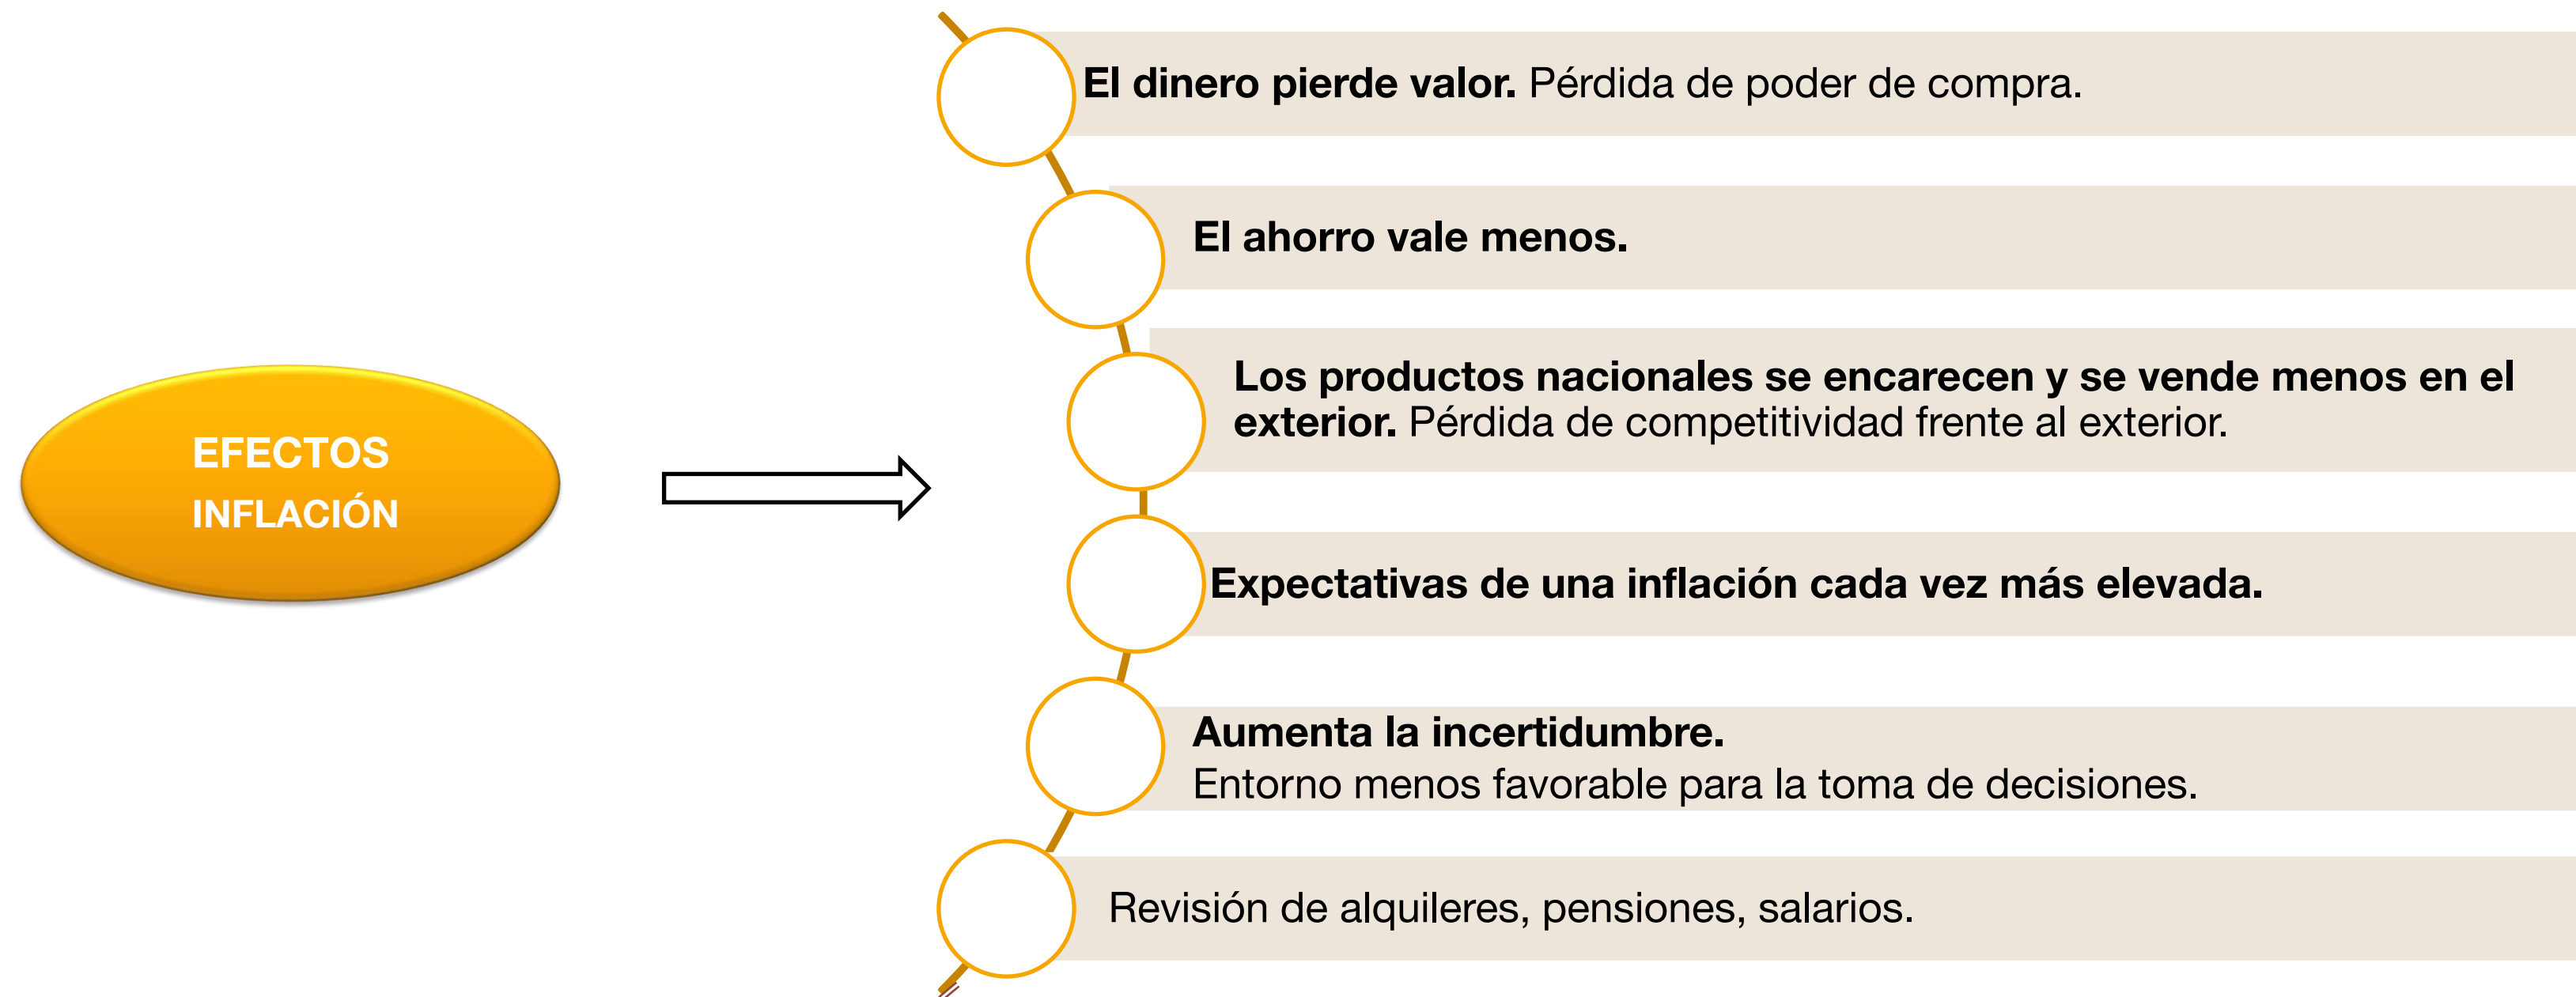 El dinero pierde valor. Pérdida de poder de compra.
El ahorro vale menos.
Los productos nacionales se encarecen y se vende menos en el
exterior. Pérdida de competitividad frente al exterior.
EFECTOS
INFLACIÓN
Expectativas de una inflación cada vez más elevada.
Aumenta la incertidumbre.
Entorno menos favorable para la toma de decisiones.
Revisión de alquileres, pensiones, salarios.